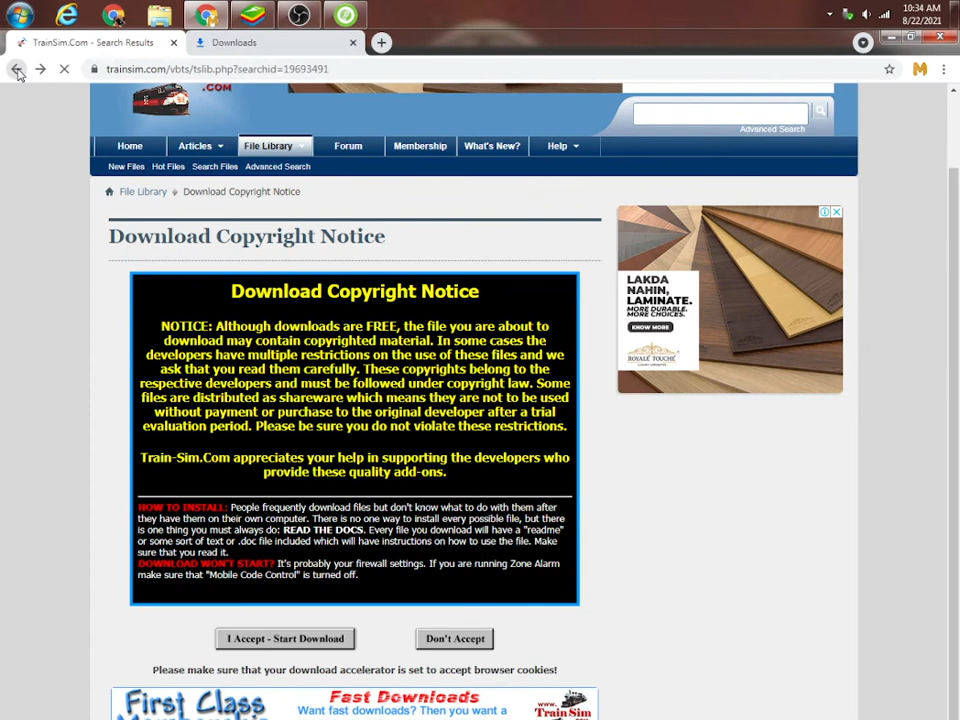 10:34 AM
8/22/2021
TrainSim.Com - Search Results
Downloads
trainsim.com/vbts/tslib.php?searchid=19693491
.COM
Advanced Search
Home Articles File Library Forum Membership What's New? Help
New Files Hot Files Search Files Advanced Search
File Library Download Copyright Notice
Download Copyright Notice
Download Copyright Notice
NOTICE: Although downloads are FREE, the file you are about to
download may contain copyrighted material. In some cases the
developers have multiple restrictions on the use of these files and we
ask that you read them carefully. These copyrights belong to the
respective developers and must be followed under copyright law. Some
files are distributed as shareware which means they are not to be used
without payment or purchase to the original developer after a trial
evaluation period. Please be sure you do not violate these restrictions.
Train-Sim.Com appreciates your help in supporting the developers who
provide these quality add-ons.
HOW TO INSTALL: People frequently download files but don't know what to do with them after
they have them on their own computer. There is no one way to install every possible file, but there
is one thing you must always do: READ THE DOCS. Every file you download will have a "readme"
or some sort of text or .doc file included which will have instructions on how to use the file. Make
sure that you read it.
DOWNLOAD WON'T START? It's probably your firewall settings. If you are running Zone Alarm
make sure that "Mobile Code Control" is turned off.
I Accept - Start Download Don't Accept
Please make sure that your download accelerator is set to accept browser cookies!
First Class
Membership
Fast Downloads
Want fast downloads? Then you want a
www.
TrainSim
LAKDA
NAHIN,
LAMINATE.
MORE DURABLE.
MORE CHOICES.
KNOW MORE
ROYALE TOUCHE